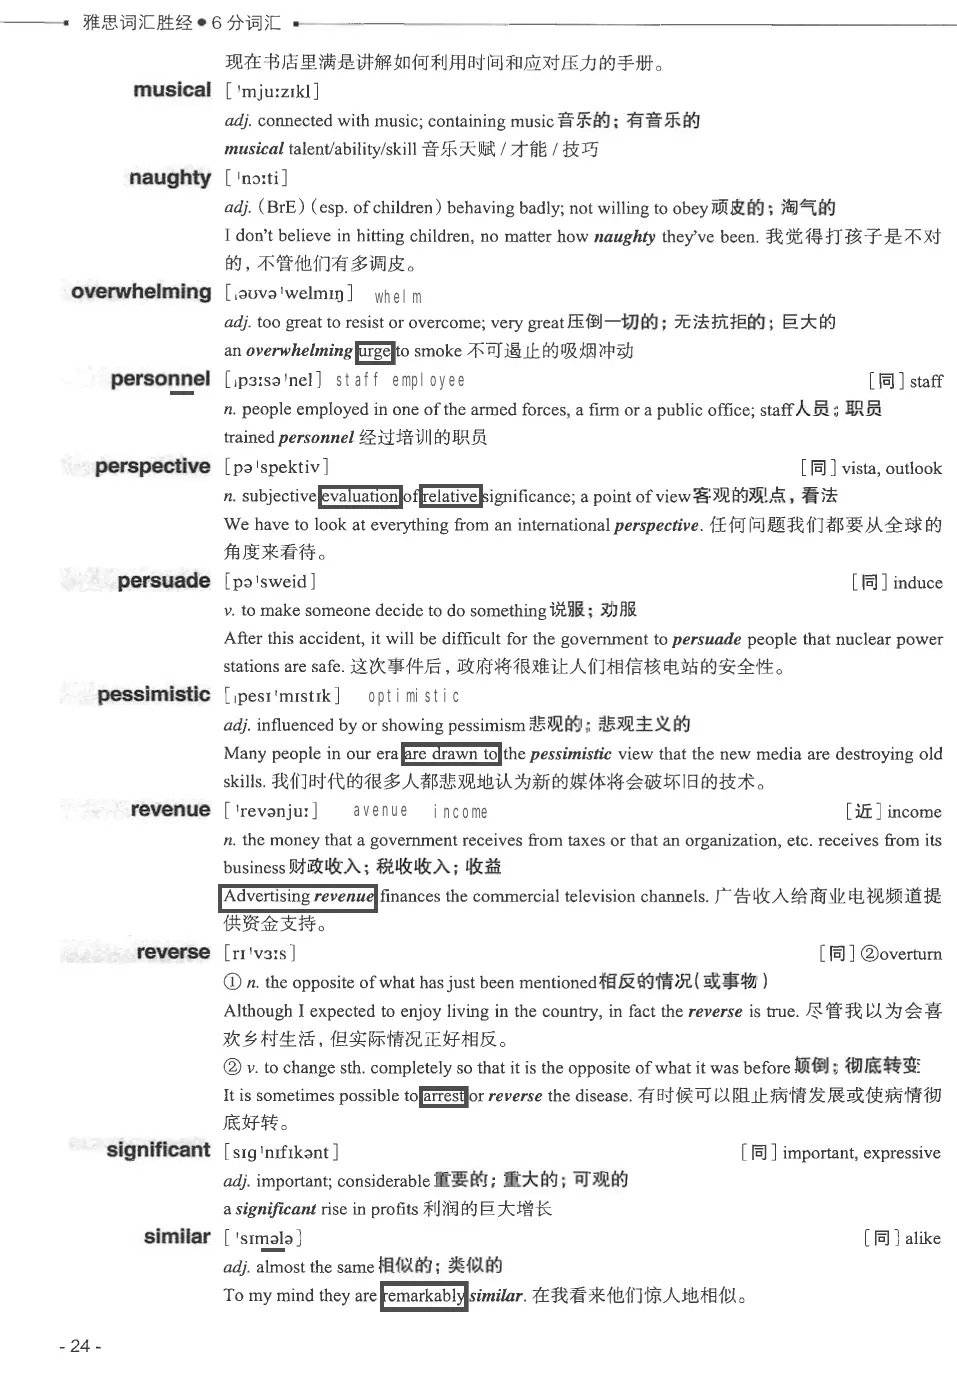 雅思词汇胜经●6分词汇
现在书店里满是讲解如何利用时间和应对压力的手册。
musical [ ˈmjuːzɪkl ]
adj. connected with music; containing music 音乐的；有音乐的
musical talent/ability/skill 音乐天赋 / 才能 / 技巧
naughty [ ˈnɔːti ]
adj.（BrE）（esp. of children）behaving badly; not willing to obey 顽皮的；淘气的
I don't believe in hitting children, no matter how naughty they've been. 我觉得打孩子是不对
的，不管他们有多调皮。
overwhelming [ˌəʊvəˈwelmɪŋ] whelm
adj. too great to resist or overcome; very great 压倒一切的；无法抗拒的；巨大的
an overwhelming urge to smoke 不可遏止的吸烟冲动
personnel [ˌpɜːsəˈnel] staff employee [同] staff
n. people employed in one of the armed forces, a firm or a public office; staff 人员；职员
trained personnel 经过培训的职员
perspective [pəˈspektiv] [同] vista, outlook
n. subjective evaluation of relative significance; a point of view 客观的观点，看法
We have to look at everything from an international perspective. 任何问题我们都要从全球的
角度来看待。
persuade [pəˈsweid] [同] induce
v. to make someone decide to do something 说服；劝服
After this accident, it will be difficult for the government to persuade people that nuclear power
stations are safe. 这次事件后，政府将很难让人们相信核电站的安全性。
pessimistic [ˌpesɪˈmɪstɪk] optimistic
adj. influenced by or showing pessimism 悲观的；悲观主义的
Many people in our era are drawn to the pessimistic view that the new media are destroying old
skills. 我们时代的很多人都悲观地认为新的媒体将会破坏旧的技术。
revenue [ ˈrevənjuː ] avenue income [近] income
n. the money that a government receives from taxes or that an organization, etc. receives from its
business 财政收入；税收收入；收益
Advertising revenue finances the commercial television channels. 广告收入给商业电视频道提
供资金支持。
reverse [rɪˈvɜːs] [同] ②overturn
① n. the opposite of what has just been mentioned 相反的情况（或事物）
Although I expected to enjoy living in the country, in fact the reverse is true. 尽管我以为会喜
欢乡村生活，但实际情况正好相反。
② v. to change sth. completely so that it is the opposite of what it was before 颠倒；彻底转变
It is sometimes possible to arrest or reverse the disease. 有时候可以阻止病情发展或使病情彻
底好转。
significant [sɪgˈnɪfɪkənt] [同] important, expressive
adj. important; considerable 重要的；重大的；可观的
a significant rise in profits 利润的巨大增长
similar [ ˈsɪmələ ] [同] alike
adj. almost the same 相似的；类似的
To my mind they are remarkably similar. 在我看来他们惊人地相似。
- 24 -